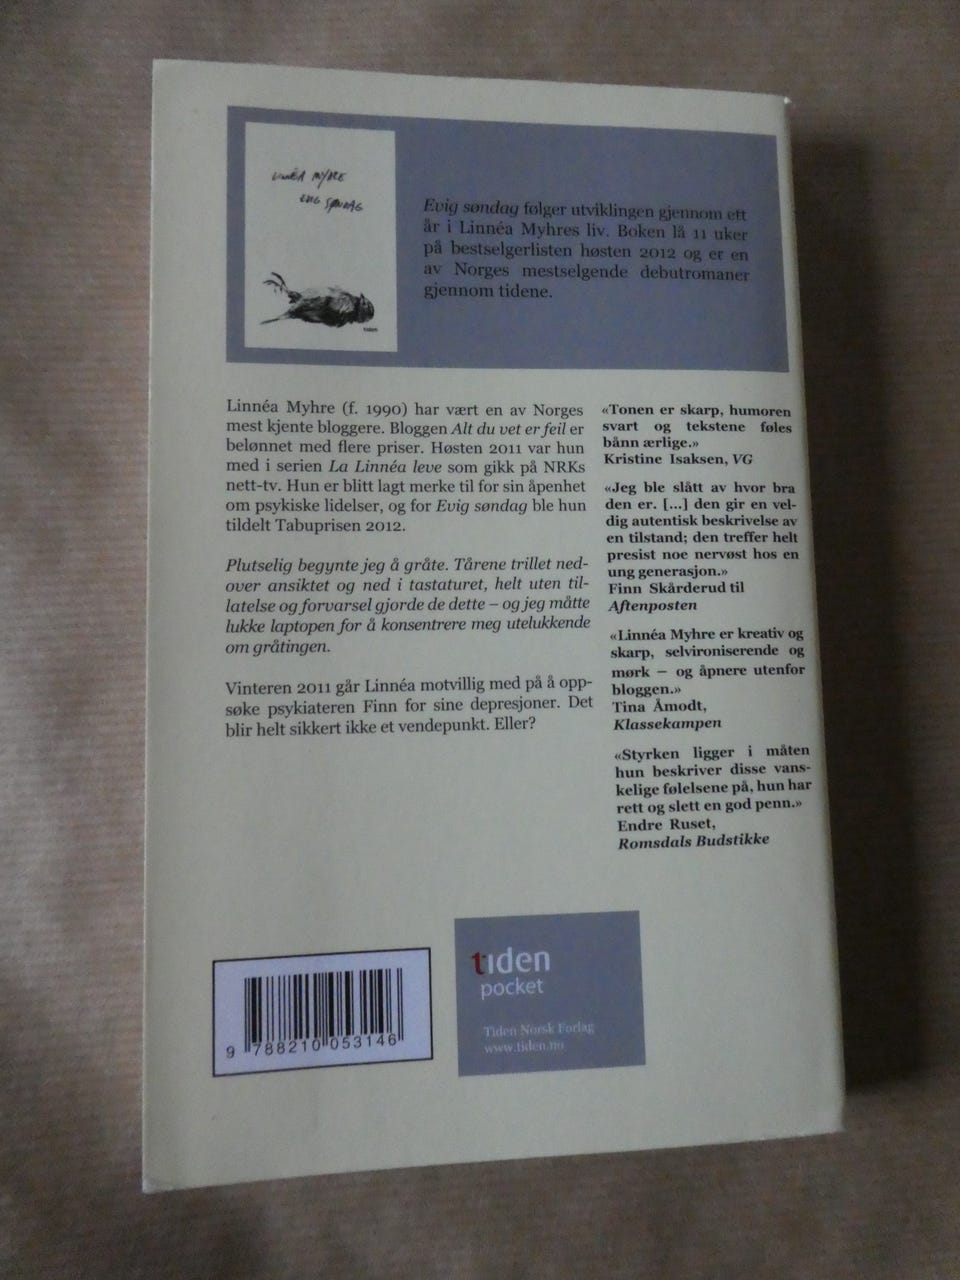 LINNÉA MYHRE
EVIG SØNDAG
tiden
Evig søndag følger utviklingen gjennom ett
år i Linnéa Myhres liv. Boken lå 11 uker
på bestselgerlisten høsten 2012 og er en
av Norges mestselgende debutromaner
gjennom tidene.
Linnéa Myhre (f. 1990) har vært en av Norges
mest kjente bloggere. Bloggen Alt du vet er feil er
belønnet med flere priser. Høsten 2011 var hun
med i serien La Linnéa leve som gikk på NRKs
nett-tv. Hun er blitt lagt merke til for sin åpenhet
om psykiske lidelser, og for Evig søndag ble hun
tildelt Tabuprisen 2012.
Plutselig begynte jeg å gråte. Tårene trillet ned-
over ansiktet og ned i tastaturet, helt uten til-
latelse og forvarsel gjorde de dette – og jeg måtte
lukke laptopen for å konsentrere meg utelukkende
om gråtingen.
Vinteren 2011 går Linnéa motvillig med på å opp-
søke psykiateren Finn for sine depresjoner. Det
blir helt sikkert ikke et vendepunkt. Eller?
«Tonen er skarp, humoren
svart og tekstene føles
bånn ærlige.»
Kristine Isaksen, VG
«Jeg ble slått av hvor bra
den er. [...] den gir en vel-
dig autentisk beskrivelse av
en tilstand; den treffer helt
presist noe nervøst hos en
ung generasjon.»
Finn Skårderud til
Aftenposten
«Linnéa Myhre er kreativ og
skarp, selvironiserende og
mørk – og åpnere utenfor
bloggen.»
Tina Åmodt,
Klassekampen
«Styrken ligger i måten
hun beskriver disse vans-
kelige følelsene på, hun har
rett og slett en god penn.»
Endre Ruset,
Romsdals Budstikke
9 788210 053146
tiden
pocket
Tiden Norsk Forlag
www.tiden.no